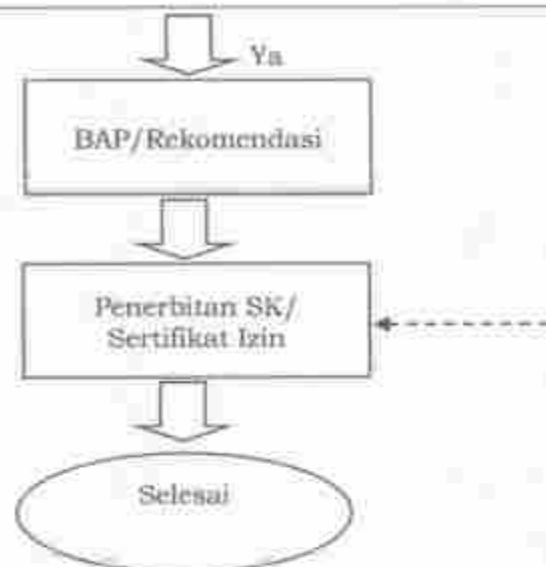 Ya
BAP/Rekomendasi
Penerbitan SK/
Sertifikat Izin
Selesai